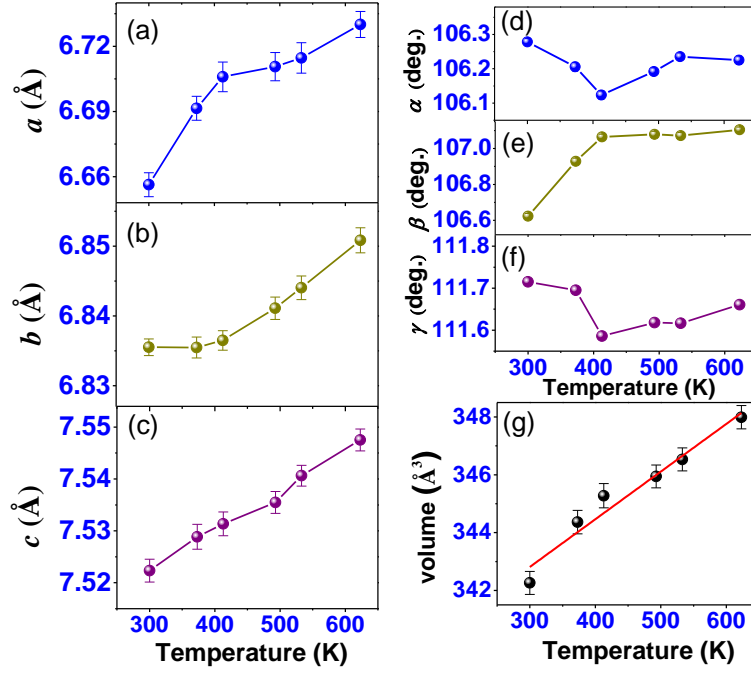 (a)
6.72
6.69
6.66
a (Å)
(b)
6.85
6.84
6.83
b (Å)
(c)
7.55
7.54
7.53
7.52
c (Å)
300 400 500 600
Temperature (K)
(d)
106.3
106.2
106.1
α (deg.)
(e)
107.0
106.8
106.6
β (deg.)
(f)
111.8
111.7
111.6
γ (deg.)
300 400 500 600
Temperature (K)
(g)
348
346
344
342
volume (Å³)
300 400 500 600
Temperature (K)